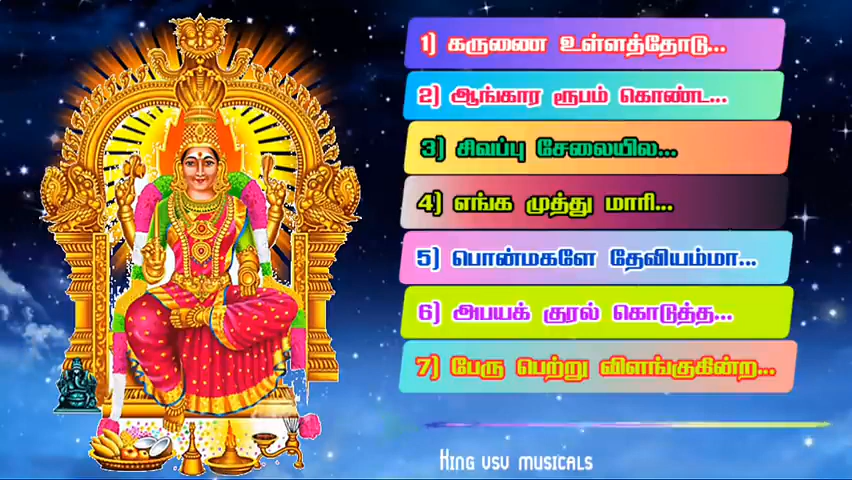 1) கருணை உள்ளத்தோடு...
2) ஆங்கார ரூபம் கொண்ட...
3) சிவப்பு சேலையில...
4) எங்க முத்து மாரி...
5) பொன்மகளே தேவியம்மா...
6) அபயக் குரல் கொடுத்த...
7) பேரு பெற்று விளங்குகின்ற...
King vsv musicals